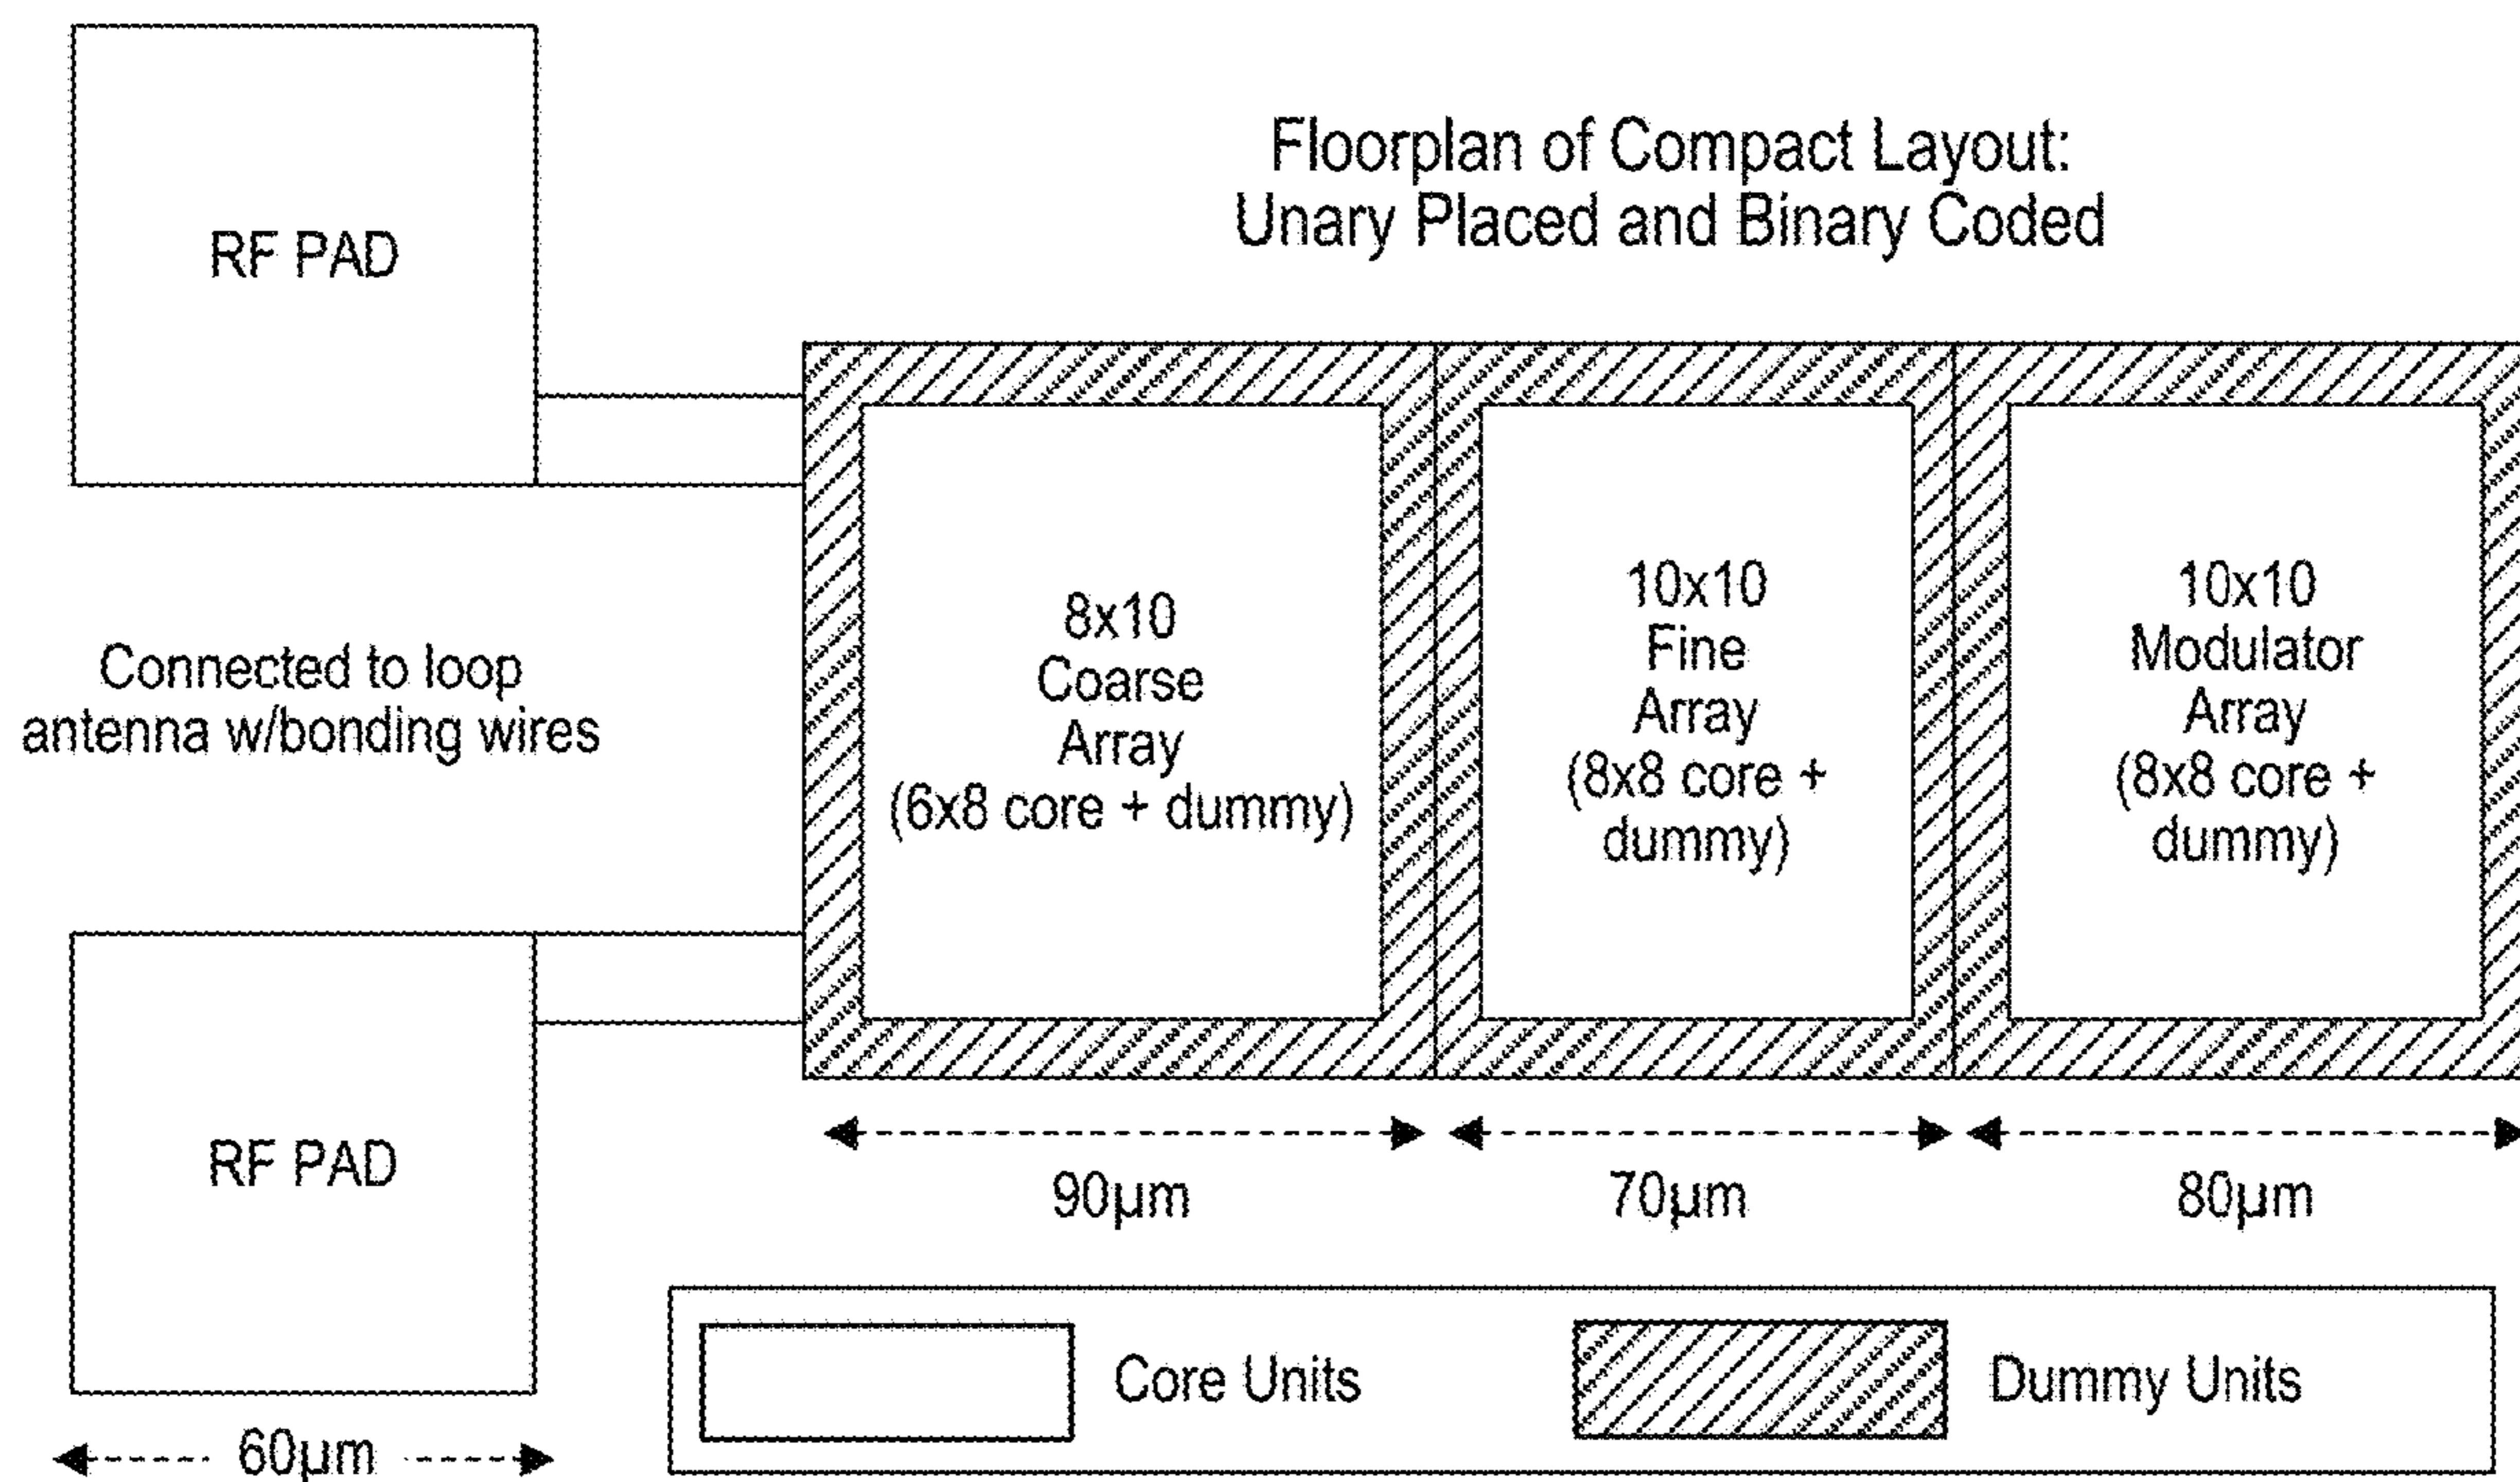 RF PAD
Floorplan of Compact Layout:
Unary Placed and Binary Coded
Connected to loop
antenna w/bonding wires
8x10
Coarse
Array
(6x8 core + dummy)
10x10
Fine
Array
(8x8 core +
dummy)
10x10
Modulator
Array
(8x8 core +
dummy)
RF PAD
90µm
70µm
80µm
60µm
Core Units
Dummy Units